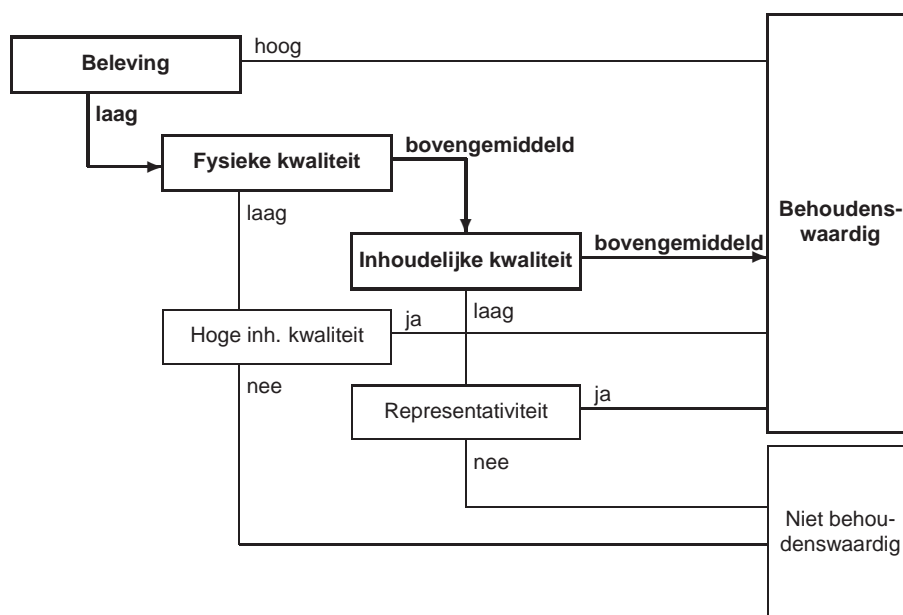 hoog
Beleving
laag
bovengemiddeld
Fysieke kwaliteit
laag
Behoudens-
waardig
bovengemiddeld
Inhoudelijke kwaliteit
laag
ja
Hoge inh. kwaliteit
nee
ja
Representativiteit
nee
Niet behou-
denswaardig